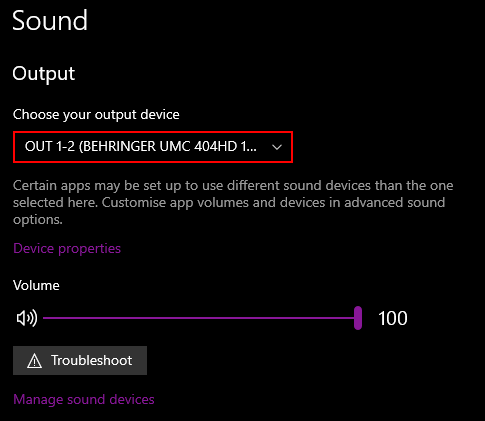 Sound
Output
Choose your output device
OUT 1-2 (BEHRINGER UMC 404HD 1...
Certain apps may be set up to use different sound devices than the one
selected here. Customise app volumes and devices in advanced sound
options.
Device properties
Volume
100
Troubleshoot
Manage sound devices